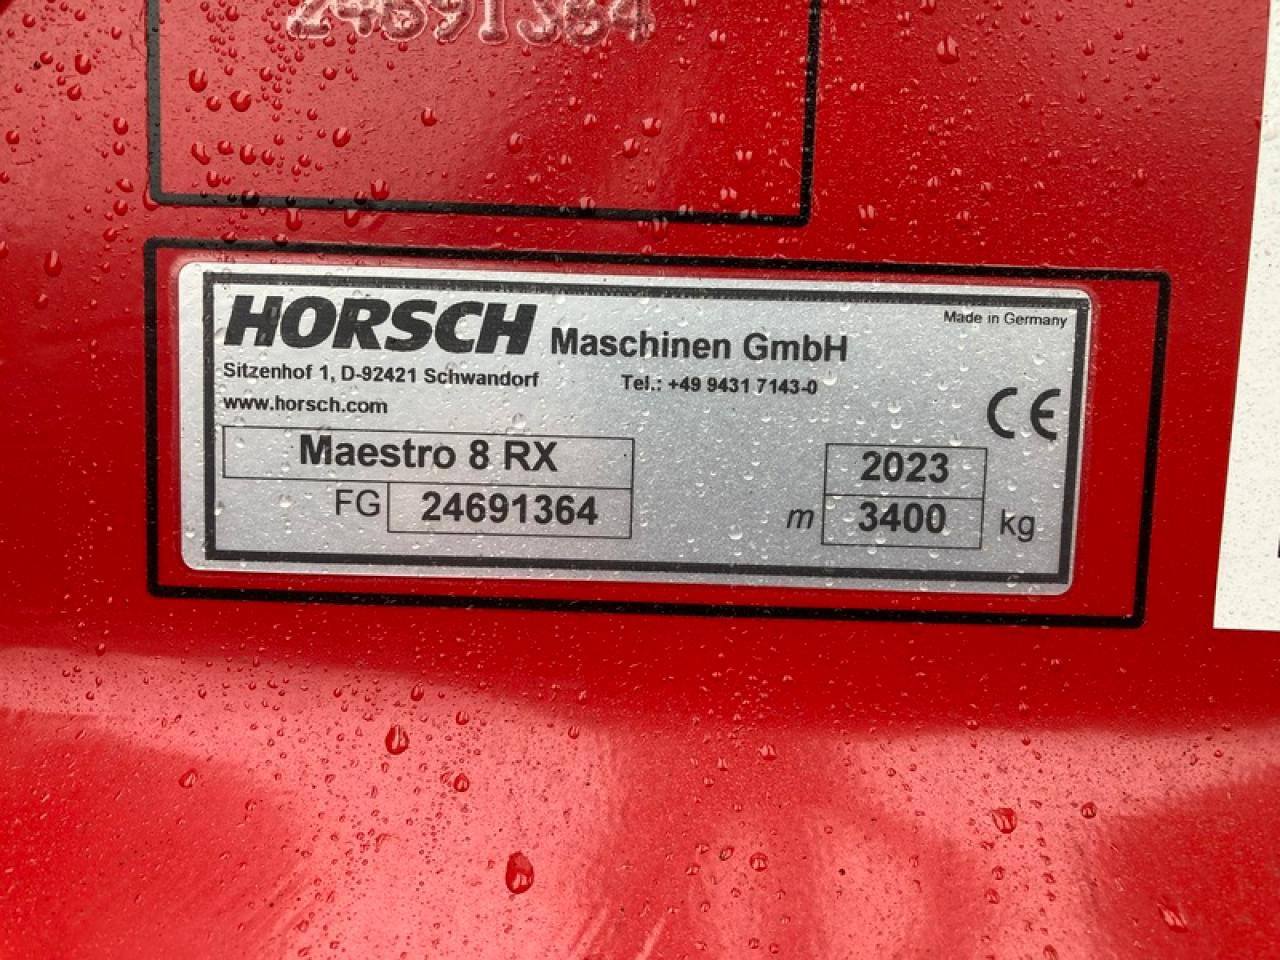 24691364
HORSCH Maschinen GmbH
Made in Germany
Sitzenhof 1, D-92421 Schwandorf Tel.: +49 9431 7143-0
www.horsch.com
CE
Maestro 8 RX 2023
FG 24691364 m 3400 kg